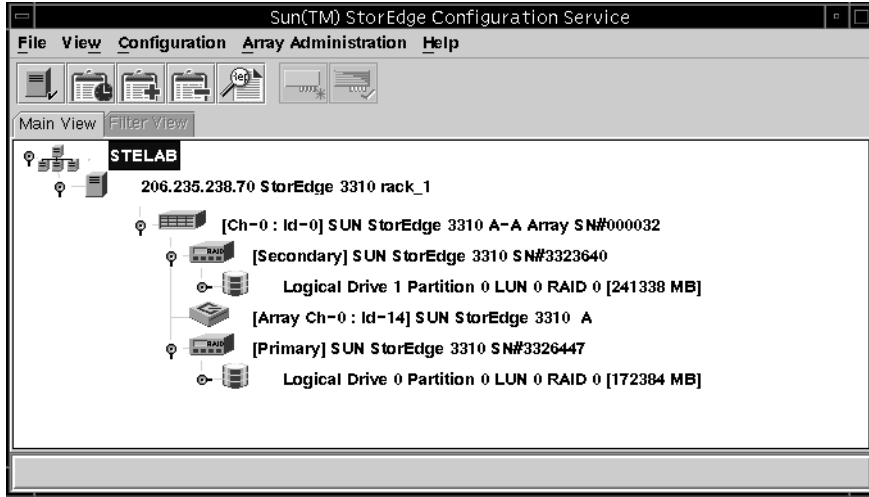 Sun(TM) StorEdge Configuration Service
File View Configuration Array Administration Help
Main View Filter View
STELAB
206.235.238.70 StorEdge 3310 rack_1
[Ch-0 : Id-0] SUN StorEdge 3310 A-A Array SN#000032
[Secondary] SUN StorEdge 3310 SN#3323640
Logical Drive 1 Partition 0 LUN 0 RAID 0 [241338 MB]
[Array Ch-0 : Id-14] SUN StorEdge 3310 A
[Primary] SUN StorEdge 3310 SN#3326447
Logical Drive 0 Partition 0 LUN 0 RAID 0 [172384 MB]